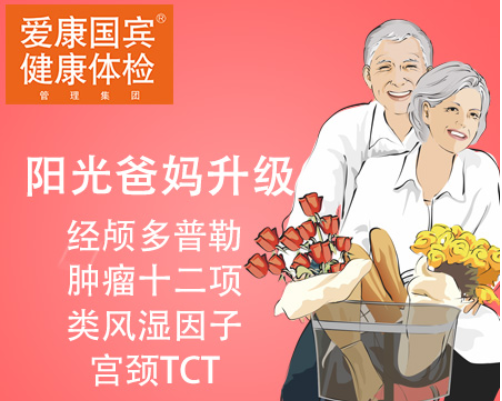 爱康国宾®
健康体检
管理集团
阳光爸妈升级
经颅多普勒
肿瘤十二项
类风湿因子
宫颈TCT